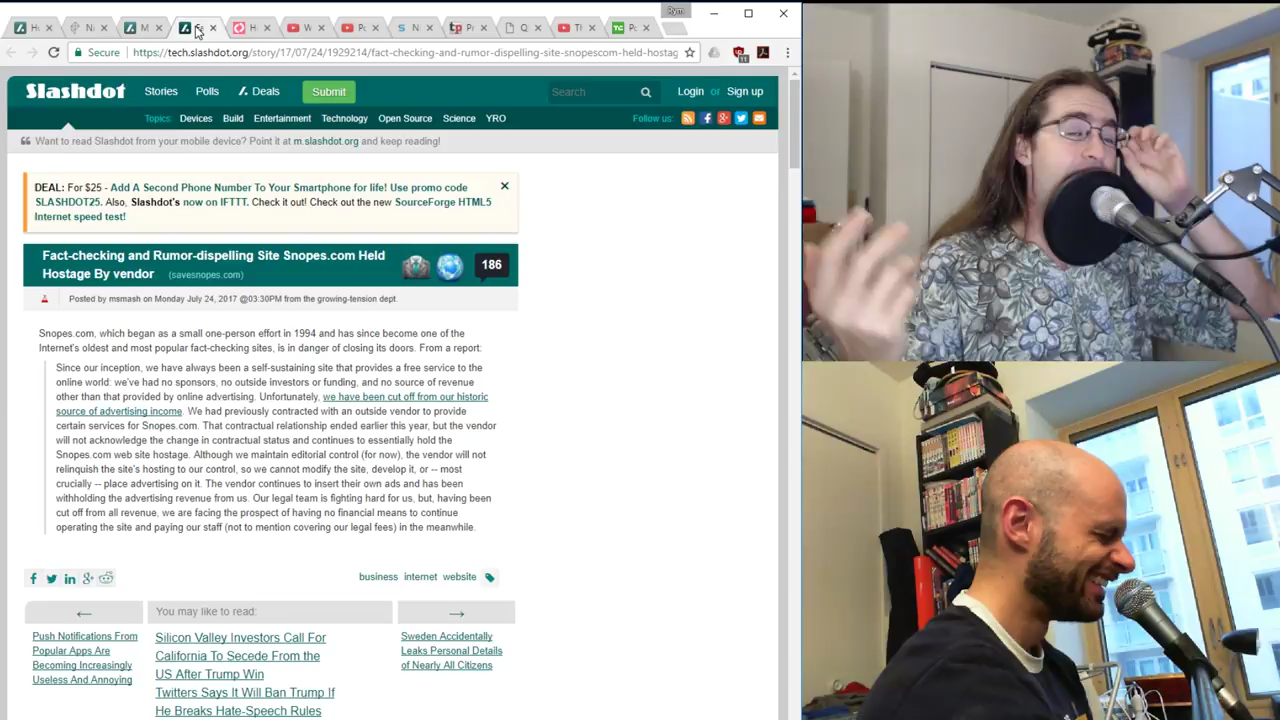 Rym
Secure
https://tech.slashdot.org/story/17/07/24/1929214/fact-checking-and-rumor-dispelling-site-snopescom-held-hostag
Slashdot
Stories
Polls
Deals
Submit
Search
Login or Sign up
Topics: Devices Build Entertainment Technology Open Source Science YRO
Follow us:
Want to read Slashdot from your mobile device? Point it at m.slashdot.org and keep reading!
DEAL: For $25 - Add A Second Phone Number To Your Smartphone for life! Use promo code
SLASHDOT25. Also, Slashdot's now on IFTTT. Check it out! Check out the new SourceForge HTML5
Internet speed test!
Fact-checking and Rumor-dispelling Site Snopes.com Held
Hostage By vendor (savesnopes.com)
186
Posted by msmash on Monday July 24, 2017 @03:30PM from the growing-tension dept.
Snopes.com, which began as a small one-person effort in 1994 and has since become one of the
Internet's oldest and most popular fact-checking sites, is in danger of closing its doors. From a report:
Since our inception, we have always been a self-sustaining site that provides a free service to the
online world: we've had no sponsors, no outside investors or funding, and no source of revenue
other than that provided by online advertising. Unfortunately, we have been cut off from our historic
source of advertising income. We had previously contracted with an outside vendor to provide
certain services for Snopes.com. That contractual relationship ended earlier this year, but the vendor
will not acknowledge the change in contractual status and continues to essentially hold the
Snopes.com web site hostage. Although we maintain editorial control (for now), the vendor will not
relinquish the site's hosting to our control, so we cannot modify the site, develop it, or -- most
crucially -- place advertising on it. The vendor continues to insert their own ads and has been
withholding the advertising revenue from us. Our legal team is fighting hard for us, but, having been
cut off from all revenue, we are facing the prospect of having no financial means to continue
operating the site and paying our staff (not to mention covering our legal fees) in the meanwhile.
business internet website
Push Notifications From
Popular Apps Are
Becoming Increasingly
Useless And Annoying
You may like to read:
Silicon Valley Investors Call For
California To Secede From the
US After Trump Win
Twitters Says It Will Ban Trump If
He Breaks Hate-Speech Rules
Sweden Accidentally
Leaks Personal Details
of Nearly All Citizens